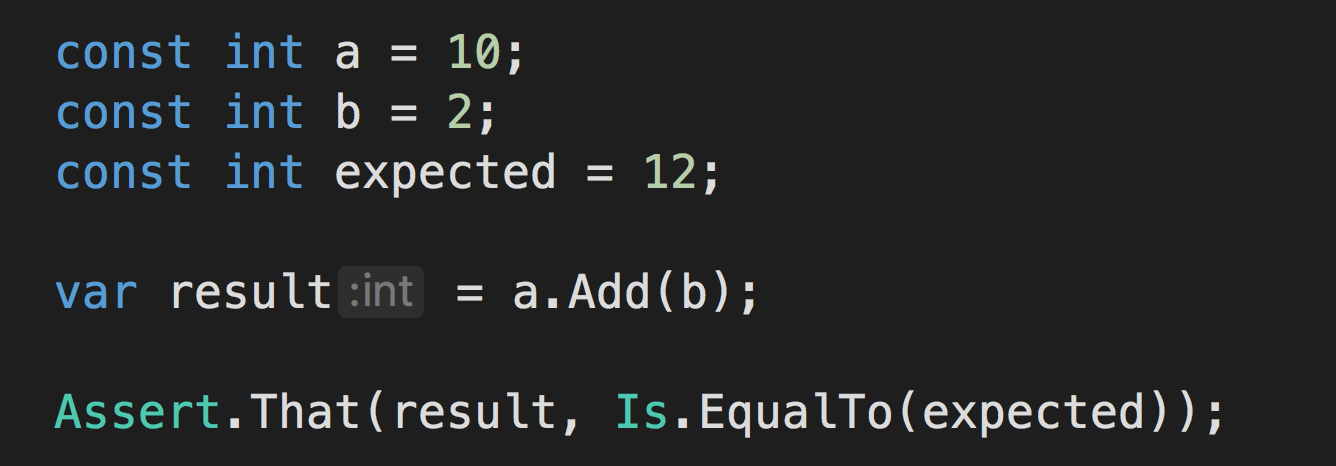 const int a = 10;
const int b = 2;
const int expected = 12;
var result :int = a.Add(b);
Assert.That(result, Is.EqualTo(expected));